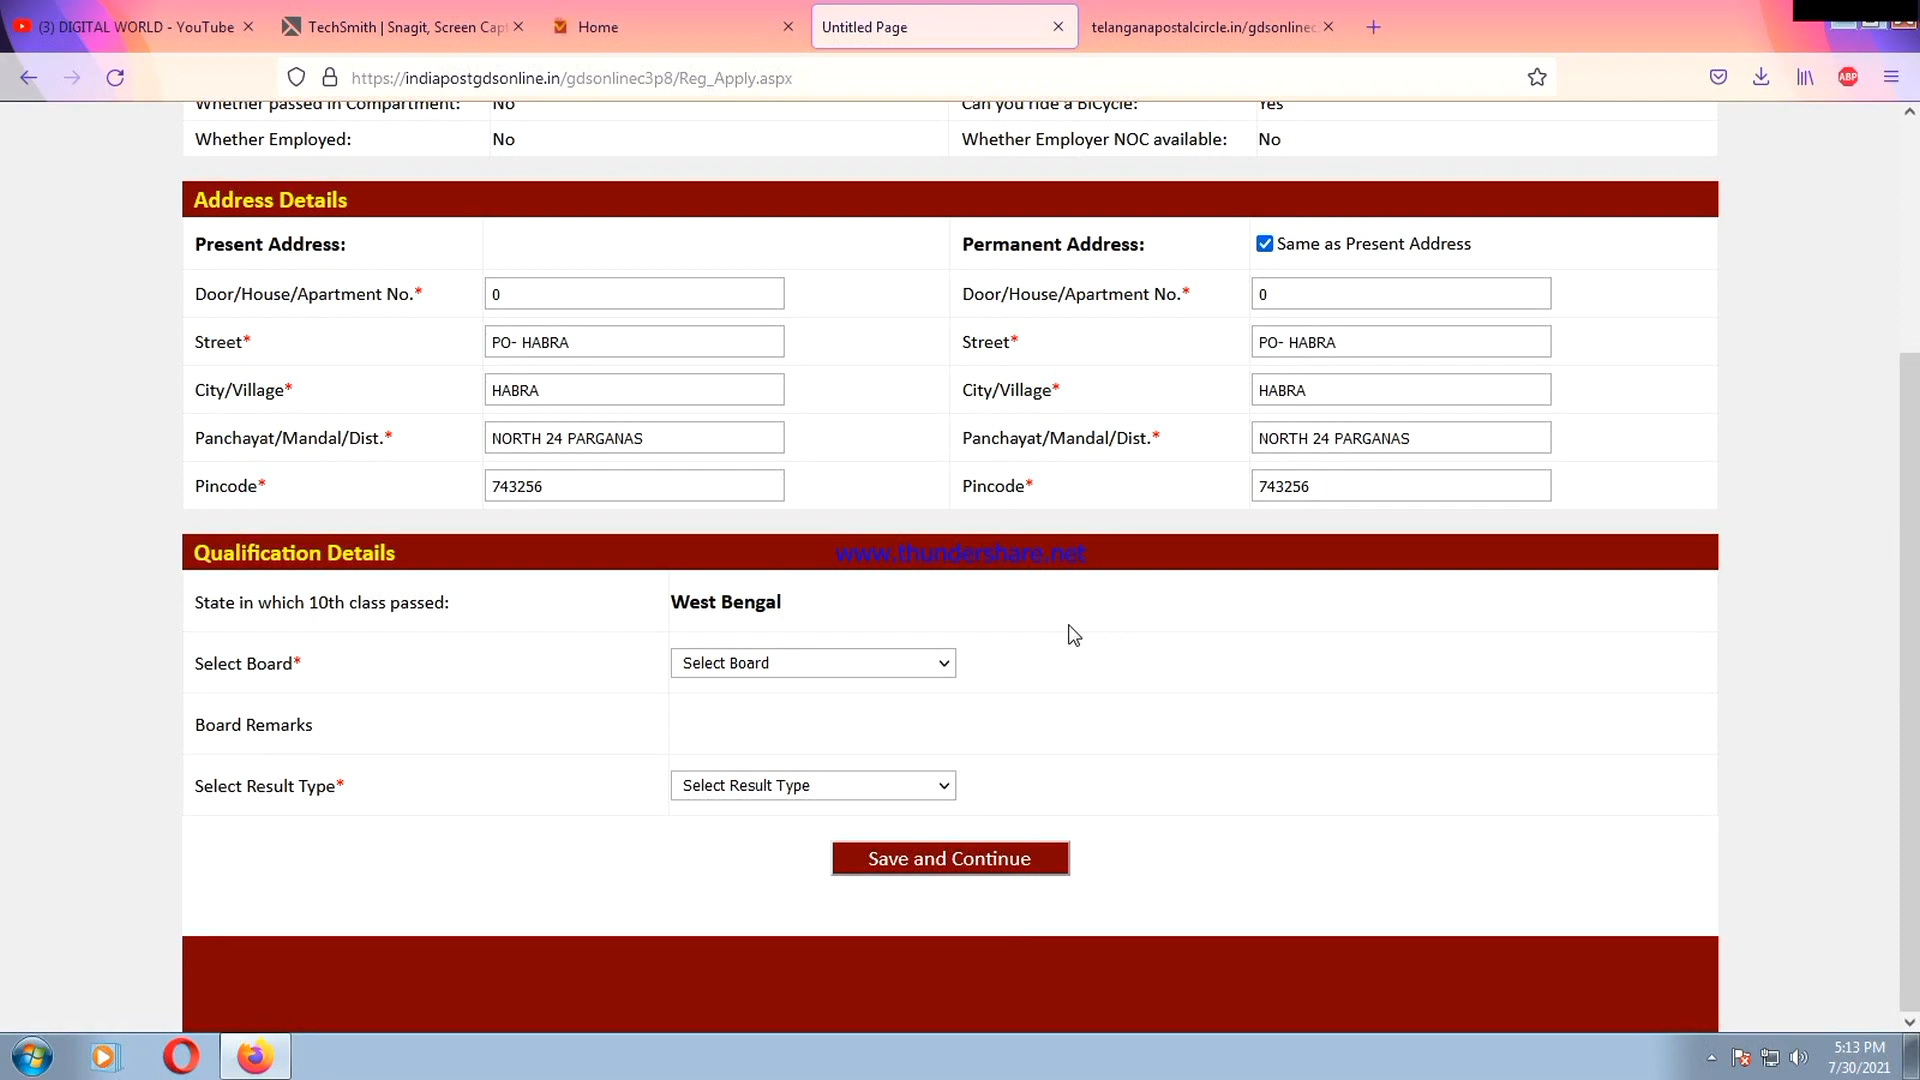 (3) DIGITAL WORLD - YouTube
TechSmith | Snagit, Screen Cap
Home
Untitled Page
telanganapostalcircle.in/gdsonlinec
https://indiapostgdsonline.in/gdsonlinec3p8/Reg_Apply.aspx
ABP
Whether passed in Compartment: No Can you ride a BiCycle: Yes
Whether Employed: No Whether Employer NOC available: No
Address Details
Present Address: Permanent Address: Same as Present Address
Door/House/Apartment No.* 0 Door/House/Apartment No.* 0
Street* PO- HABRA Street* PO- HABRA
City/Village* HABRA City/Village* HABRA
Panchayat/Mandal/Dist.* NORTH 24 PARGANAS Panchayat/Mandal/Dist.* NORTH 24 PARGANAS
Pincode* 743256 Pincode* 743256
Qualification Details
www.thundershare.net
State in which 10th class passed: West Bengal
Select Board* Select Board
Board Remarks
Select Result Type* Select Result Type
Save and Continue
5:13 PM
7/30/2021